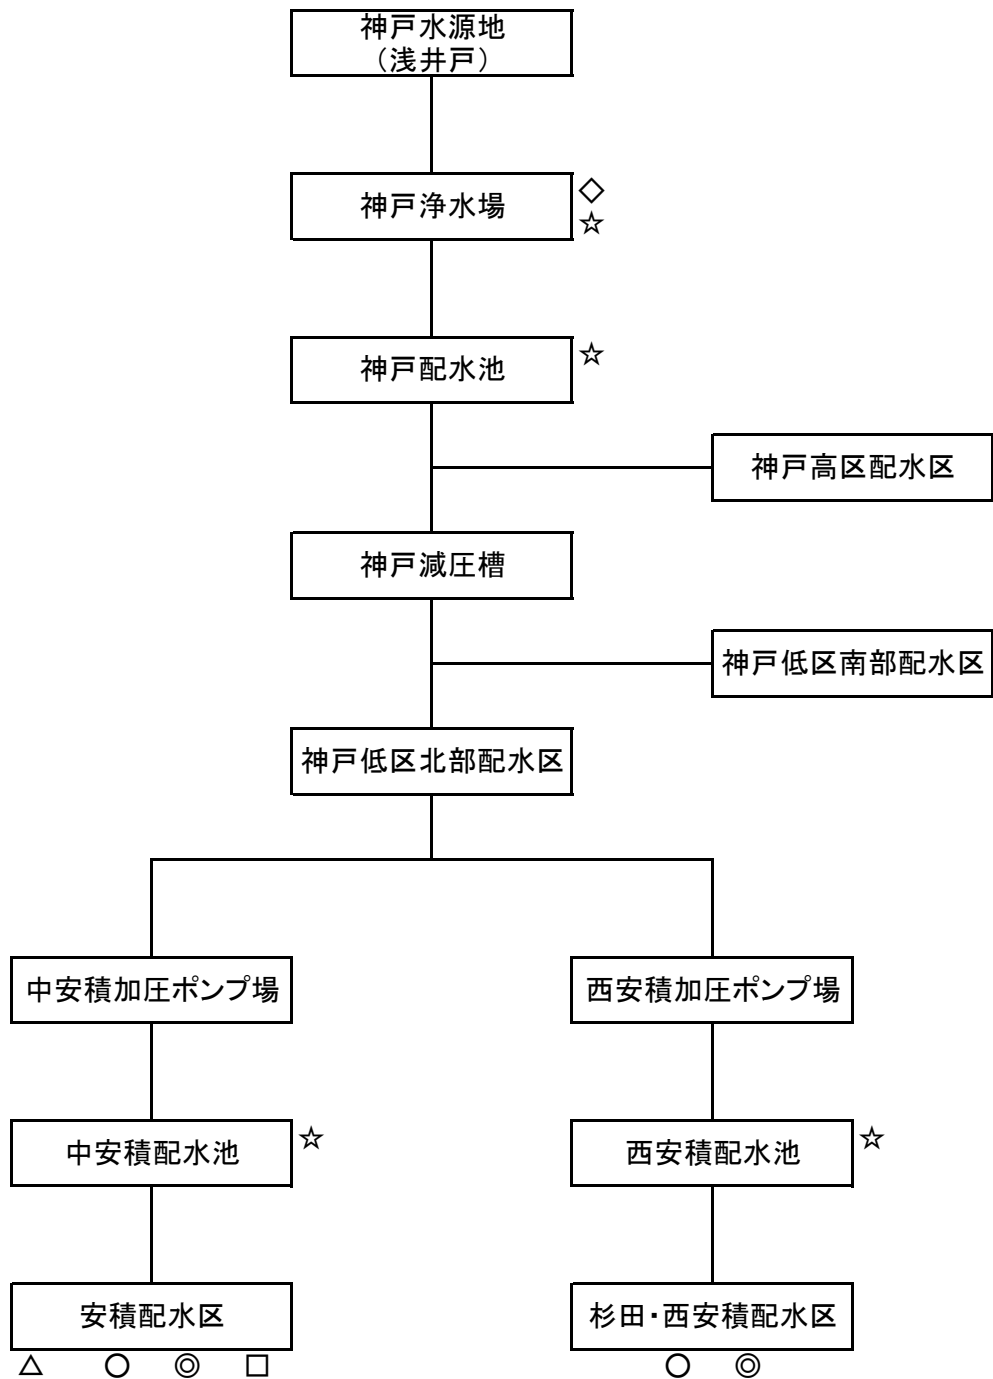 神戸水源地
（浅井戸）
神戸浄水場
◇
☆
神戸配水池
☆
神戸高区配水区
神戸減圧槽
神戸低区南部配水区
神戸低区北部配水区
中安積加圧ポンプ場
西安積加圧ポンプ場
中安積配水池
☆
西安積配水池
☆
安積配水区
杉田・西安積配水区
△ ○ ◎ □
○ ◎